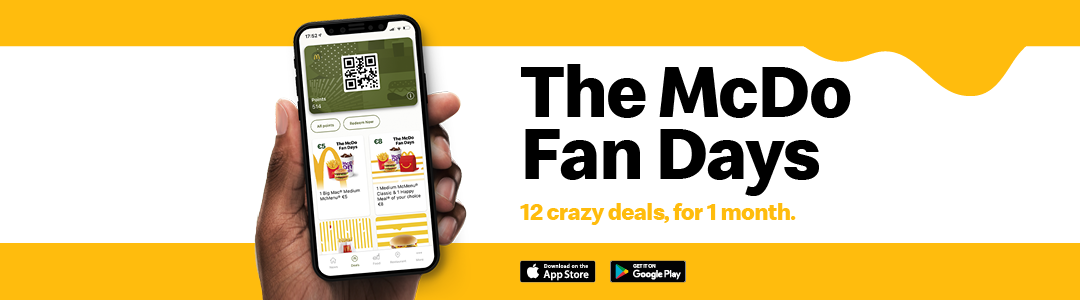 17:52
Points
514
All points
Redeem Now
€5
The McDo
Fan Days
1 Big Mac® Medium
McMenu® €5
€8
The McDo
Fan Days
1 Medium McMenu®
Classic & 1 Happy
Meal® of your choice
€8
Deals
The McDo
Fan Days
12 crazy deals, for 1 month.
Download on the
App Store
GET IT ON
Google Play